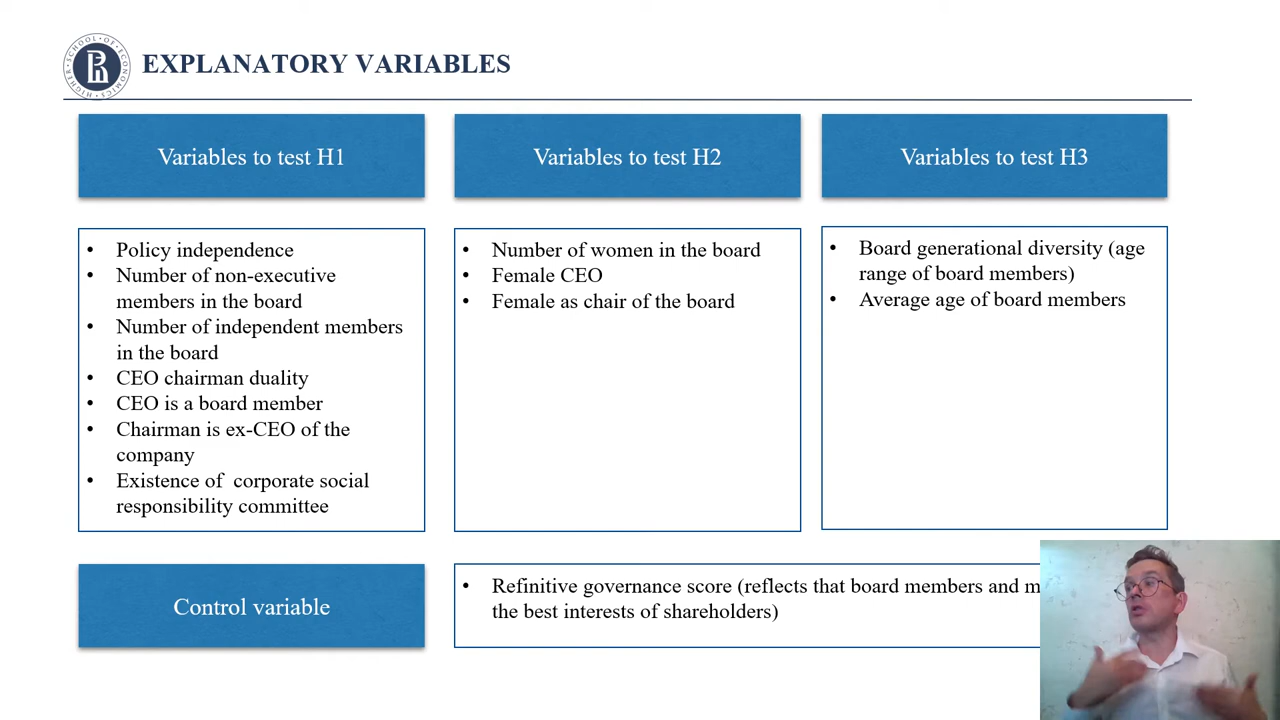 HIGHER · SCHOOL · OF · ECONOMICS
EXPLANATORY VARIABLES
Variables to test H1
Variables to test H2
Variables to test H3
• Policy independence
• Number of non-executive
members in the board
• Number of independent members
in the board
• CEO chairman duality
• CEO is a board member
• Chairman is ex-CEO of the
company
• Existence of corporate social
responsibility committee
• Number of women in the board
• Female CEO
• Female as chair of the board
• Board generational diversity (age
range of board members)
• Average age of board members
Control variable
• Refinitive governance score (reflects that board members and
the best interests of shareholders)